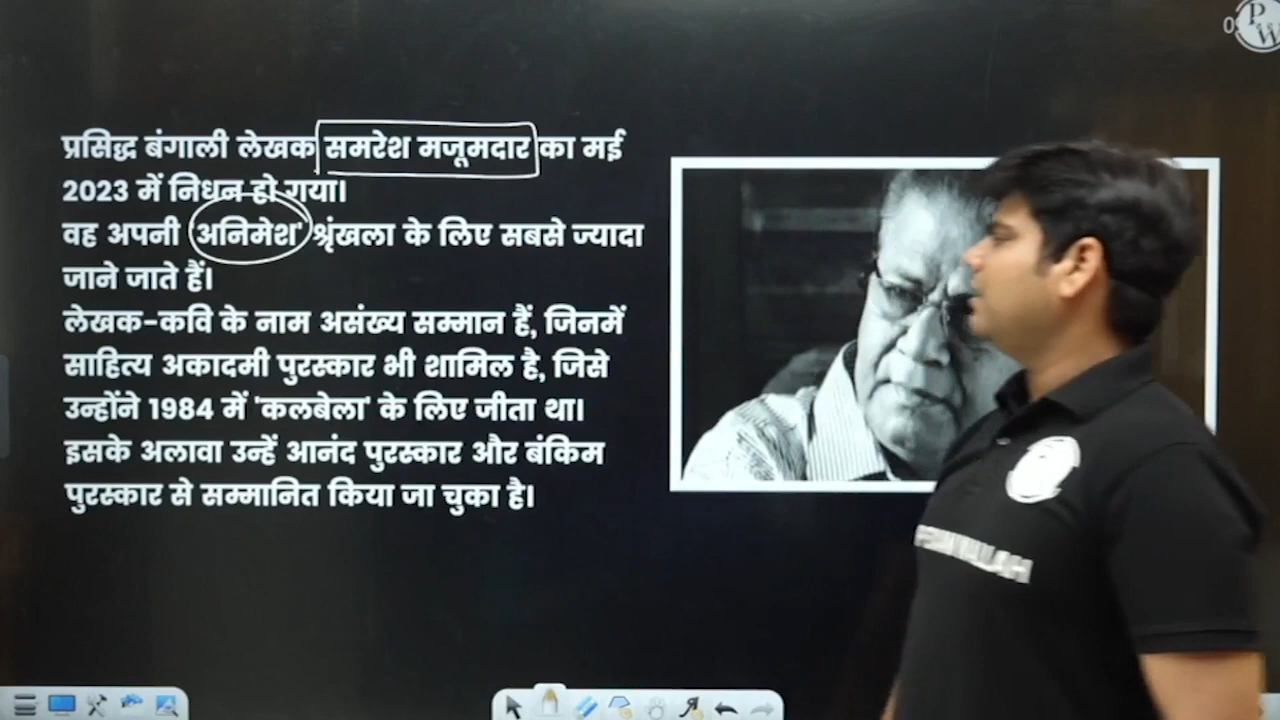 प्रसिद्ध बंगाली लेखक समरेश मजूमदार का मई
2023 में निधन हो गया।
वह अपनी 'अनिमेश' श्रृंखला के लिए सबसे ज्यादा
जाने जाते हैं।
लेखक-कवि के नाम असंख्य सम्मान हैं, जिनमें
साहित्य अकादमी पुरस्कार भी शामिल है, जिसे
उन्होंने 1984 में 'कलबेला' के लिए जीता था।
इसके अलावा उन्हें आनंद पुरस्कार और बंकिम
पुरस्कार से सम्मानित किया जा चुका है।
PW